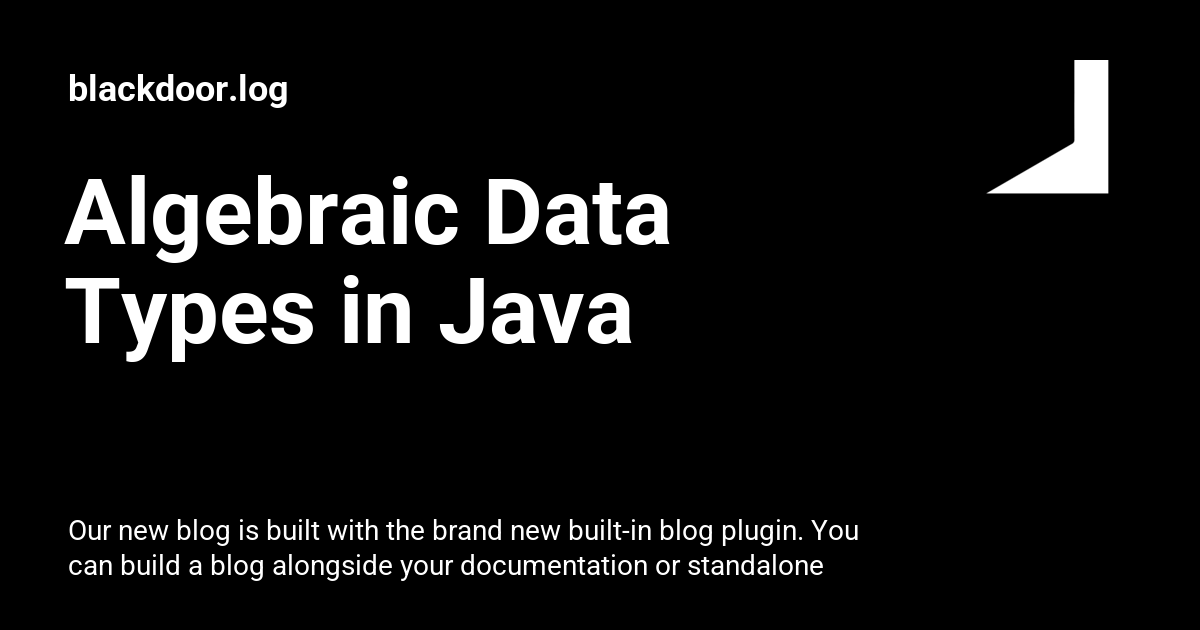 blackdoor.log
Algebraic Data
Types in Java
Our new blog is built with the brand new built-in blog plugin. You
can build a blog alongside your documentation or standalone